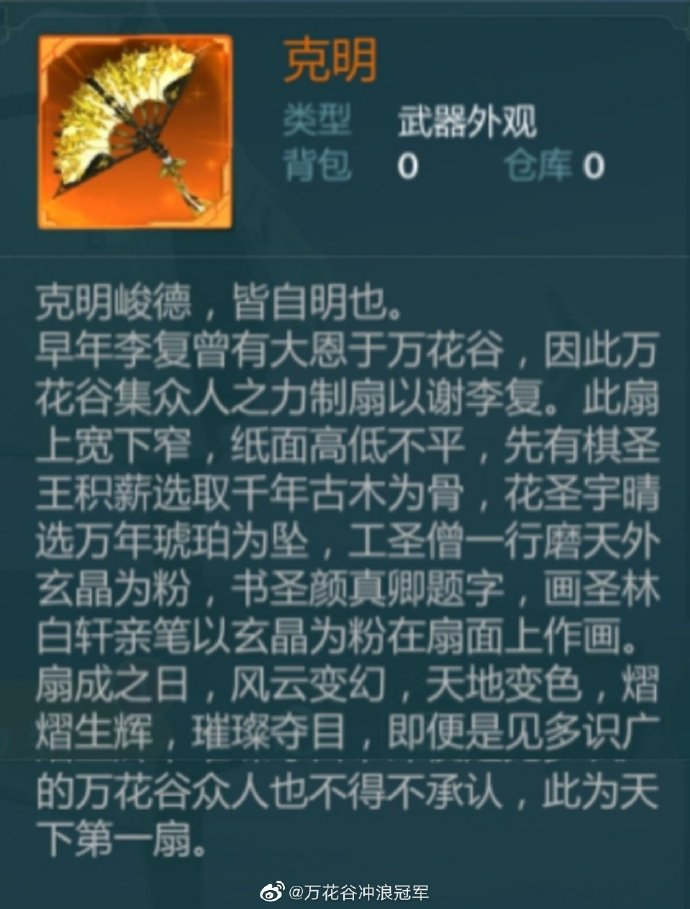 克明
类型 武器外观
背包 0 仓库 0
克明峻德，皆自明也。
早年李复曾有大恩于万花谷，因此万
花谷集众人之力制扇以谢李复。此扇
上宽下窄，纸面高低不平，先有棋圣
王积薪选取千年古木为骨，花圣宇晴
选万年琥珀为坠，工圣僧一行磨天外
玄晶为粉，书圣颜真卿题字，画圣林
白轩亲笔以玄晶为粉在扇面上作画。
扇成之日，风云变幻，天地变色，熠
熠生辉，璀璨夺目，即便是见多识广
的万花谷众人也不得不承认，此为天
下第一扇。
@万花谷冲浪冠军